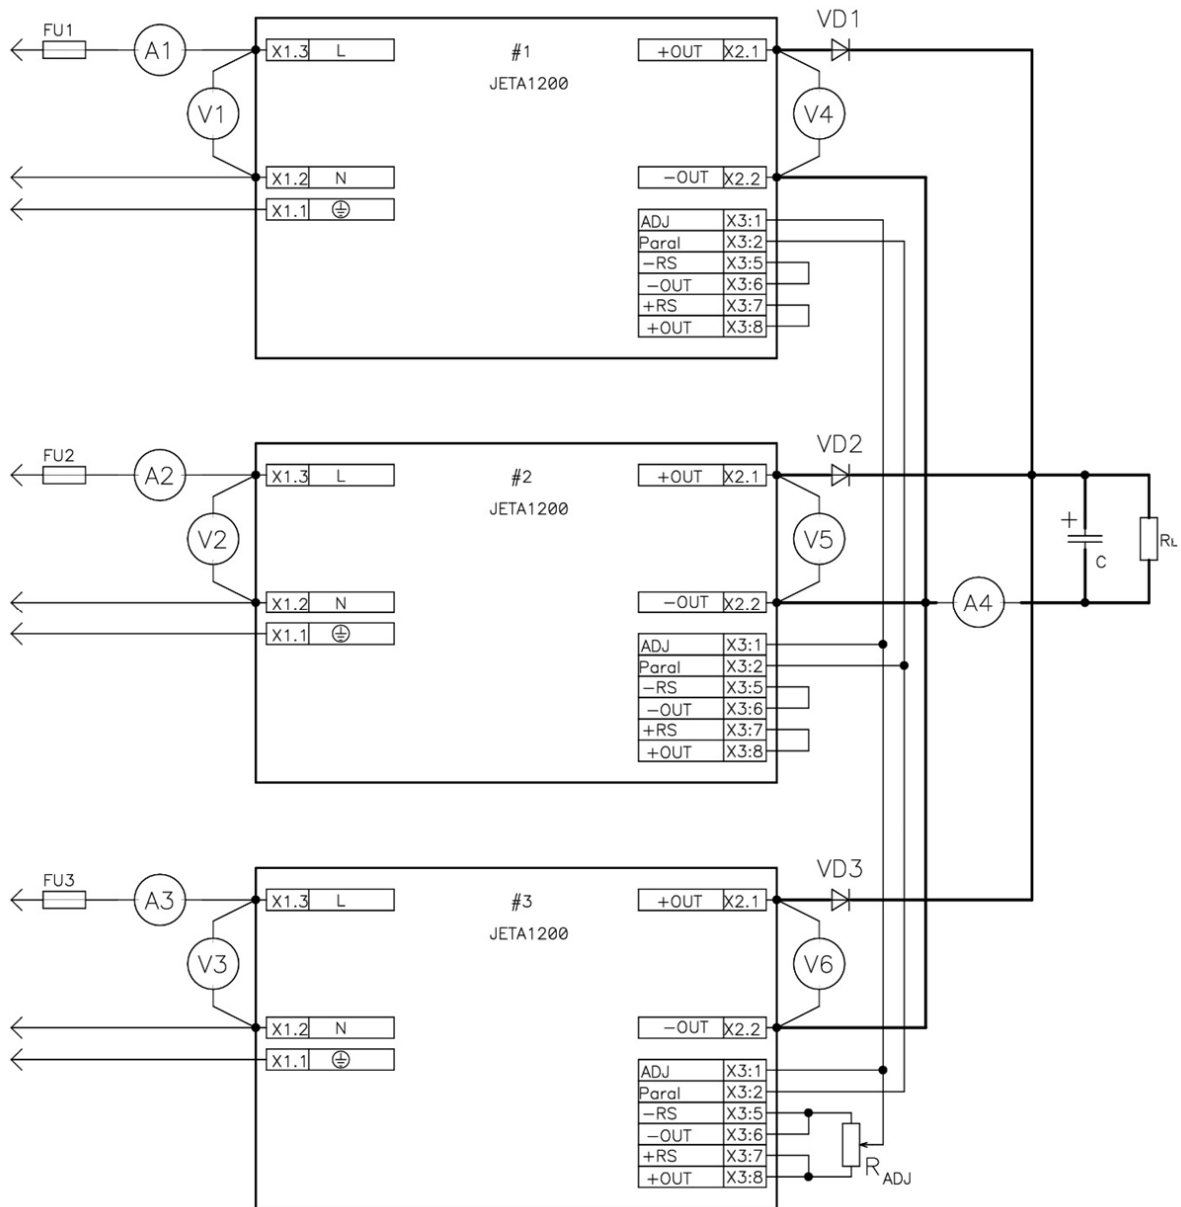 FU1 A1 X1.3 L #1 +OUT X2.1 VD1
JETA1200
V1 V4
X1.2 N -OUT X2.2
X1.1
ADJ X3:1
Paral X3:2
-RS X3:5
-OUT X3:6
+RS X3:7
+OUT X3:8
FU2 A2 X1.3 L #2 +OUT X2.1 VD2
JETA1200
V2 V5
+ C RL
X1.2 N -OUT X2.2 A4
X1.1
ADJ X3:1
Paral X3:2
-RS X3:5
-OUT X3:6
+RS X3:7
+OUT X3:8
FU3 A3 X1.3 L #3 +OUT X2.1 VD3
JETA1200
V3 V6
X1.2 N -OUT X2.2
X1.1
ADJ X3:1
Paral X3:2
-RS X3:5
-OUT X3:6
+RS X3:7
+OUT X3:8
RADJ